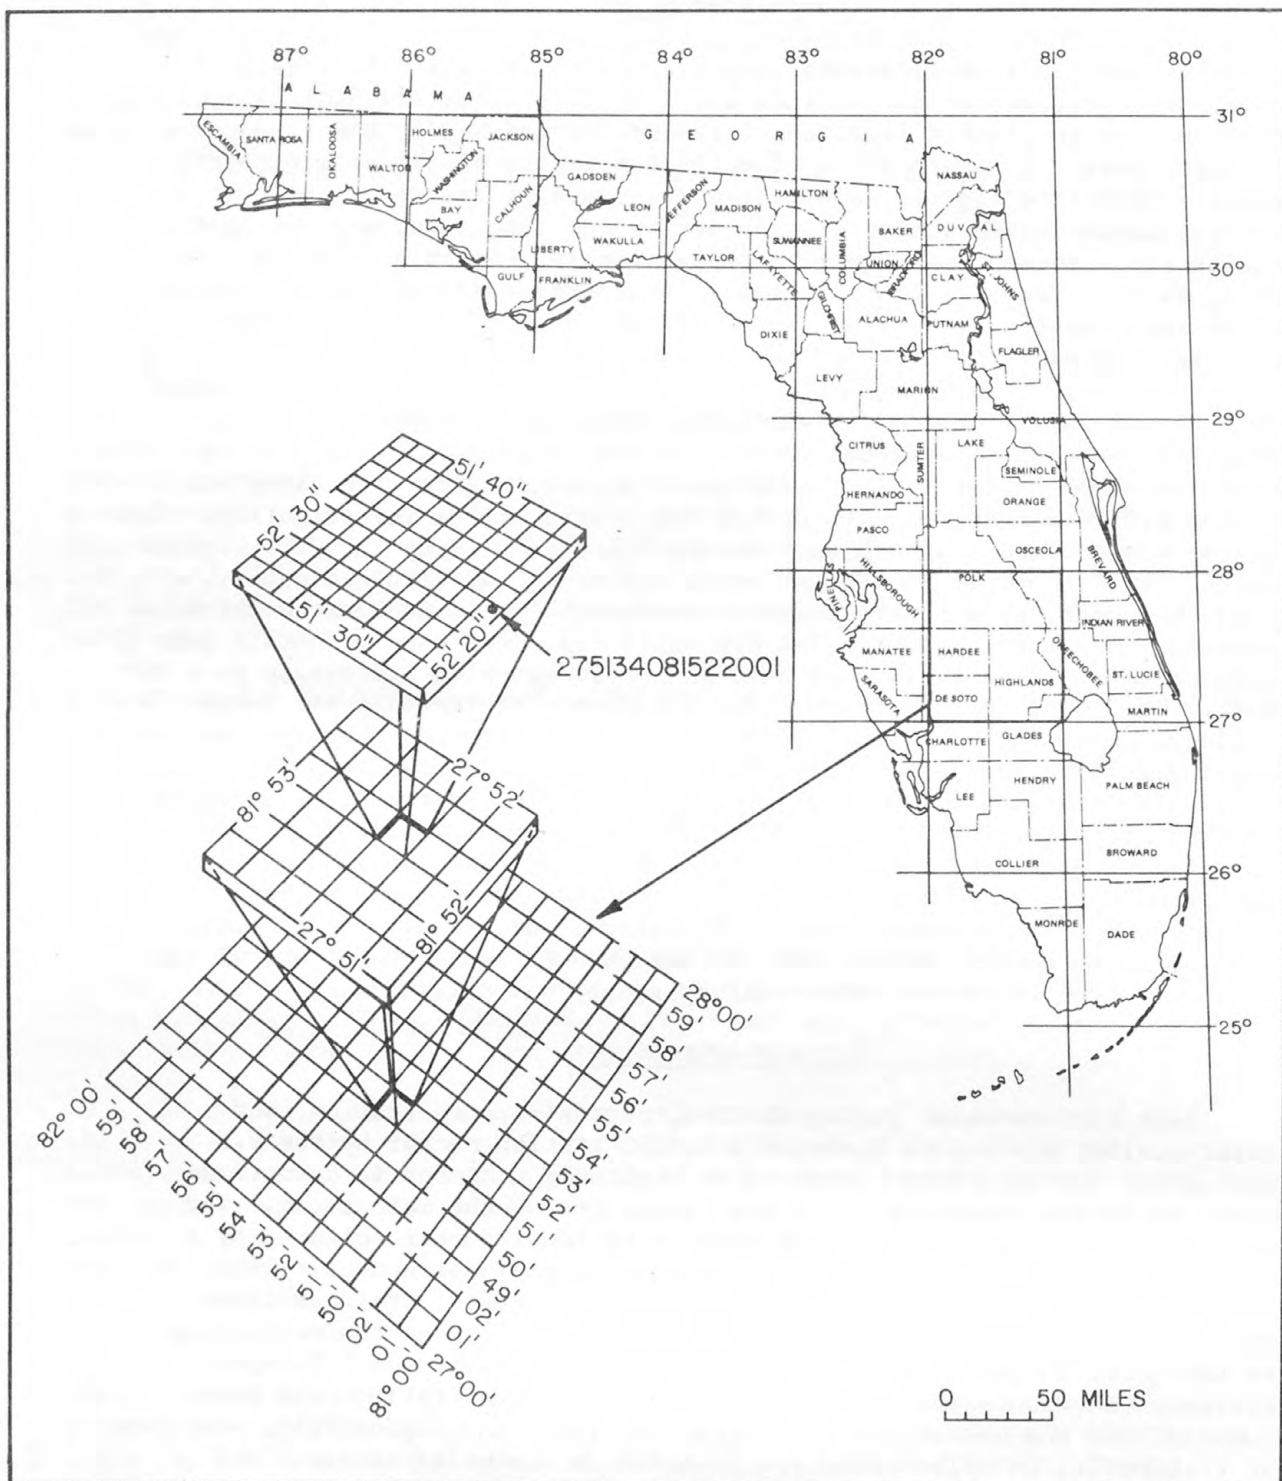 87° 86° 85° 84° 83° 82° 81° 80°
ALABAMA
GEORGIA
31°
30°
29°
28°
27°
26°
25°
ESCAMBIA
SANTA ROSA
OKALOOSA
WALTON
HOLMES
JACKSON
WASHINGTON
BAY
CALHOUN
GULF
LIBERTY
FRANKLIN
GADSDEN
LEON
WAKULLA
JEFFERSON
MADISON
TAYLOR
HAMILTON
SUWANNEE
LAFAYETTE
COLUMBIA
BAKER
NASSAU
DUVAL
UNION
BRADFORD
CLAY
ST. JOHNS
DIXIE
GILCHRIST
ALACHUA
PUTNAM
FLAGLER
LEVY
MARION
VOLUSIA
CITRUS
SUMTER
LAKE
SEMINOLE
HERNANDO
ORANGE
PASCO
OSCEOLA
BREVARD
PINELLAS
HILLSBOROUGH
POLK
INDIAN RIVER
MANATEE
HARDEE
OKEECHOBEE
SARASOTA
HIGHLANDS
ST. LUCIE
DE SOTO
MARTIN
CHARLOTTE
GLADES
LEE
HENDRY
PALM BEACH
COLLIER
BROWARD
MONROE
DADE
51' 40"
52' 30"
51' 30"
52' 20"
275134081522001
81° 53'
27° 52'
27° 51'
81° 52'
28°00'
59'
58'
57'
56'
55'
54'
53'
52'
51'
50'
49'
02'
01'
27°00'
82° 00'
59'
58'
57'
56'
55'
54'
53'
52'
51'
50'
02'
01'
81° 00'
0 50 MILES